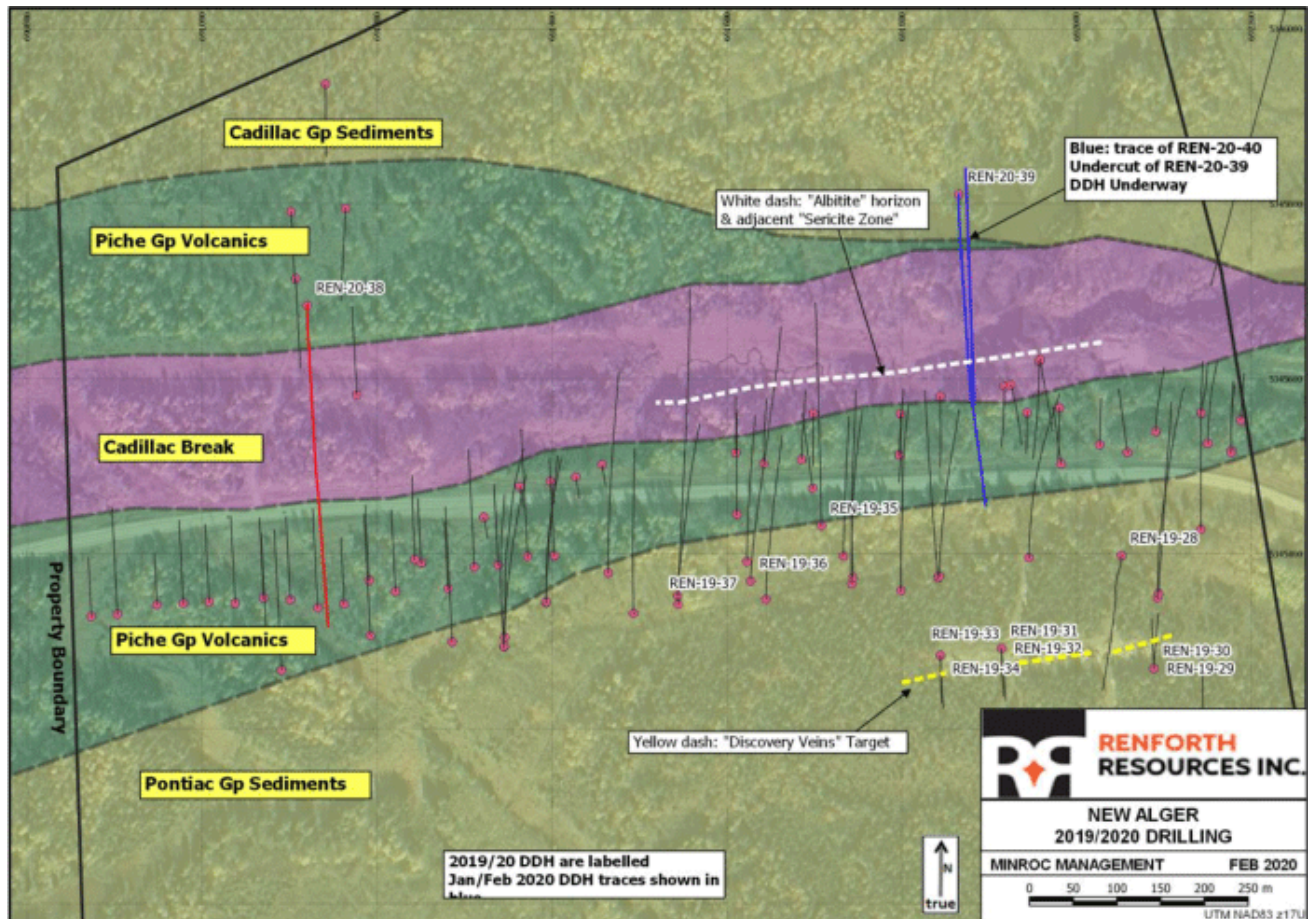 Cadillac Gp Sediments
Blue: trace of REN-20-40
Undercut of REN-20-39
DDH Underway
REN-20-39
White dash: "Albitite" horizon
& adjacent "Sericite Zone"
Piche Gp Volcanics
REN-20-38
Cadillac Break
REN-19-35
REN-19-28
REN-19-36
REN-19-37
Property Boundary
Piche Gp Volcanics
REN-19-33
REN-19-31
REN-19-32
REN-19-34
REN-19-30
REN-19-29
Yellow dash: "Discovery Veins" Target
Pontiac Gp Sediments
RENFORTH
RESOURCES INC.
NEW ALGER
2019/2020 DRILLING
MINROC MANAGEMENT FEB 2020
0 50 100 150 200 250 m
UTM NAD83
2019/20 DDH are labelled
Jan/Feb 2020 DDH traces shown in
blue
N
true